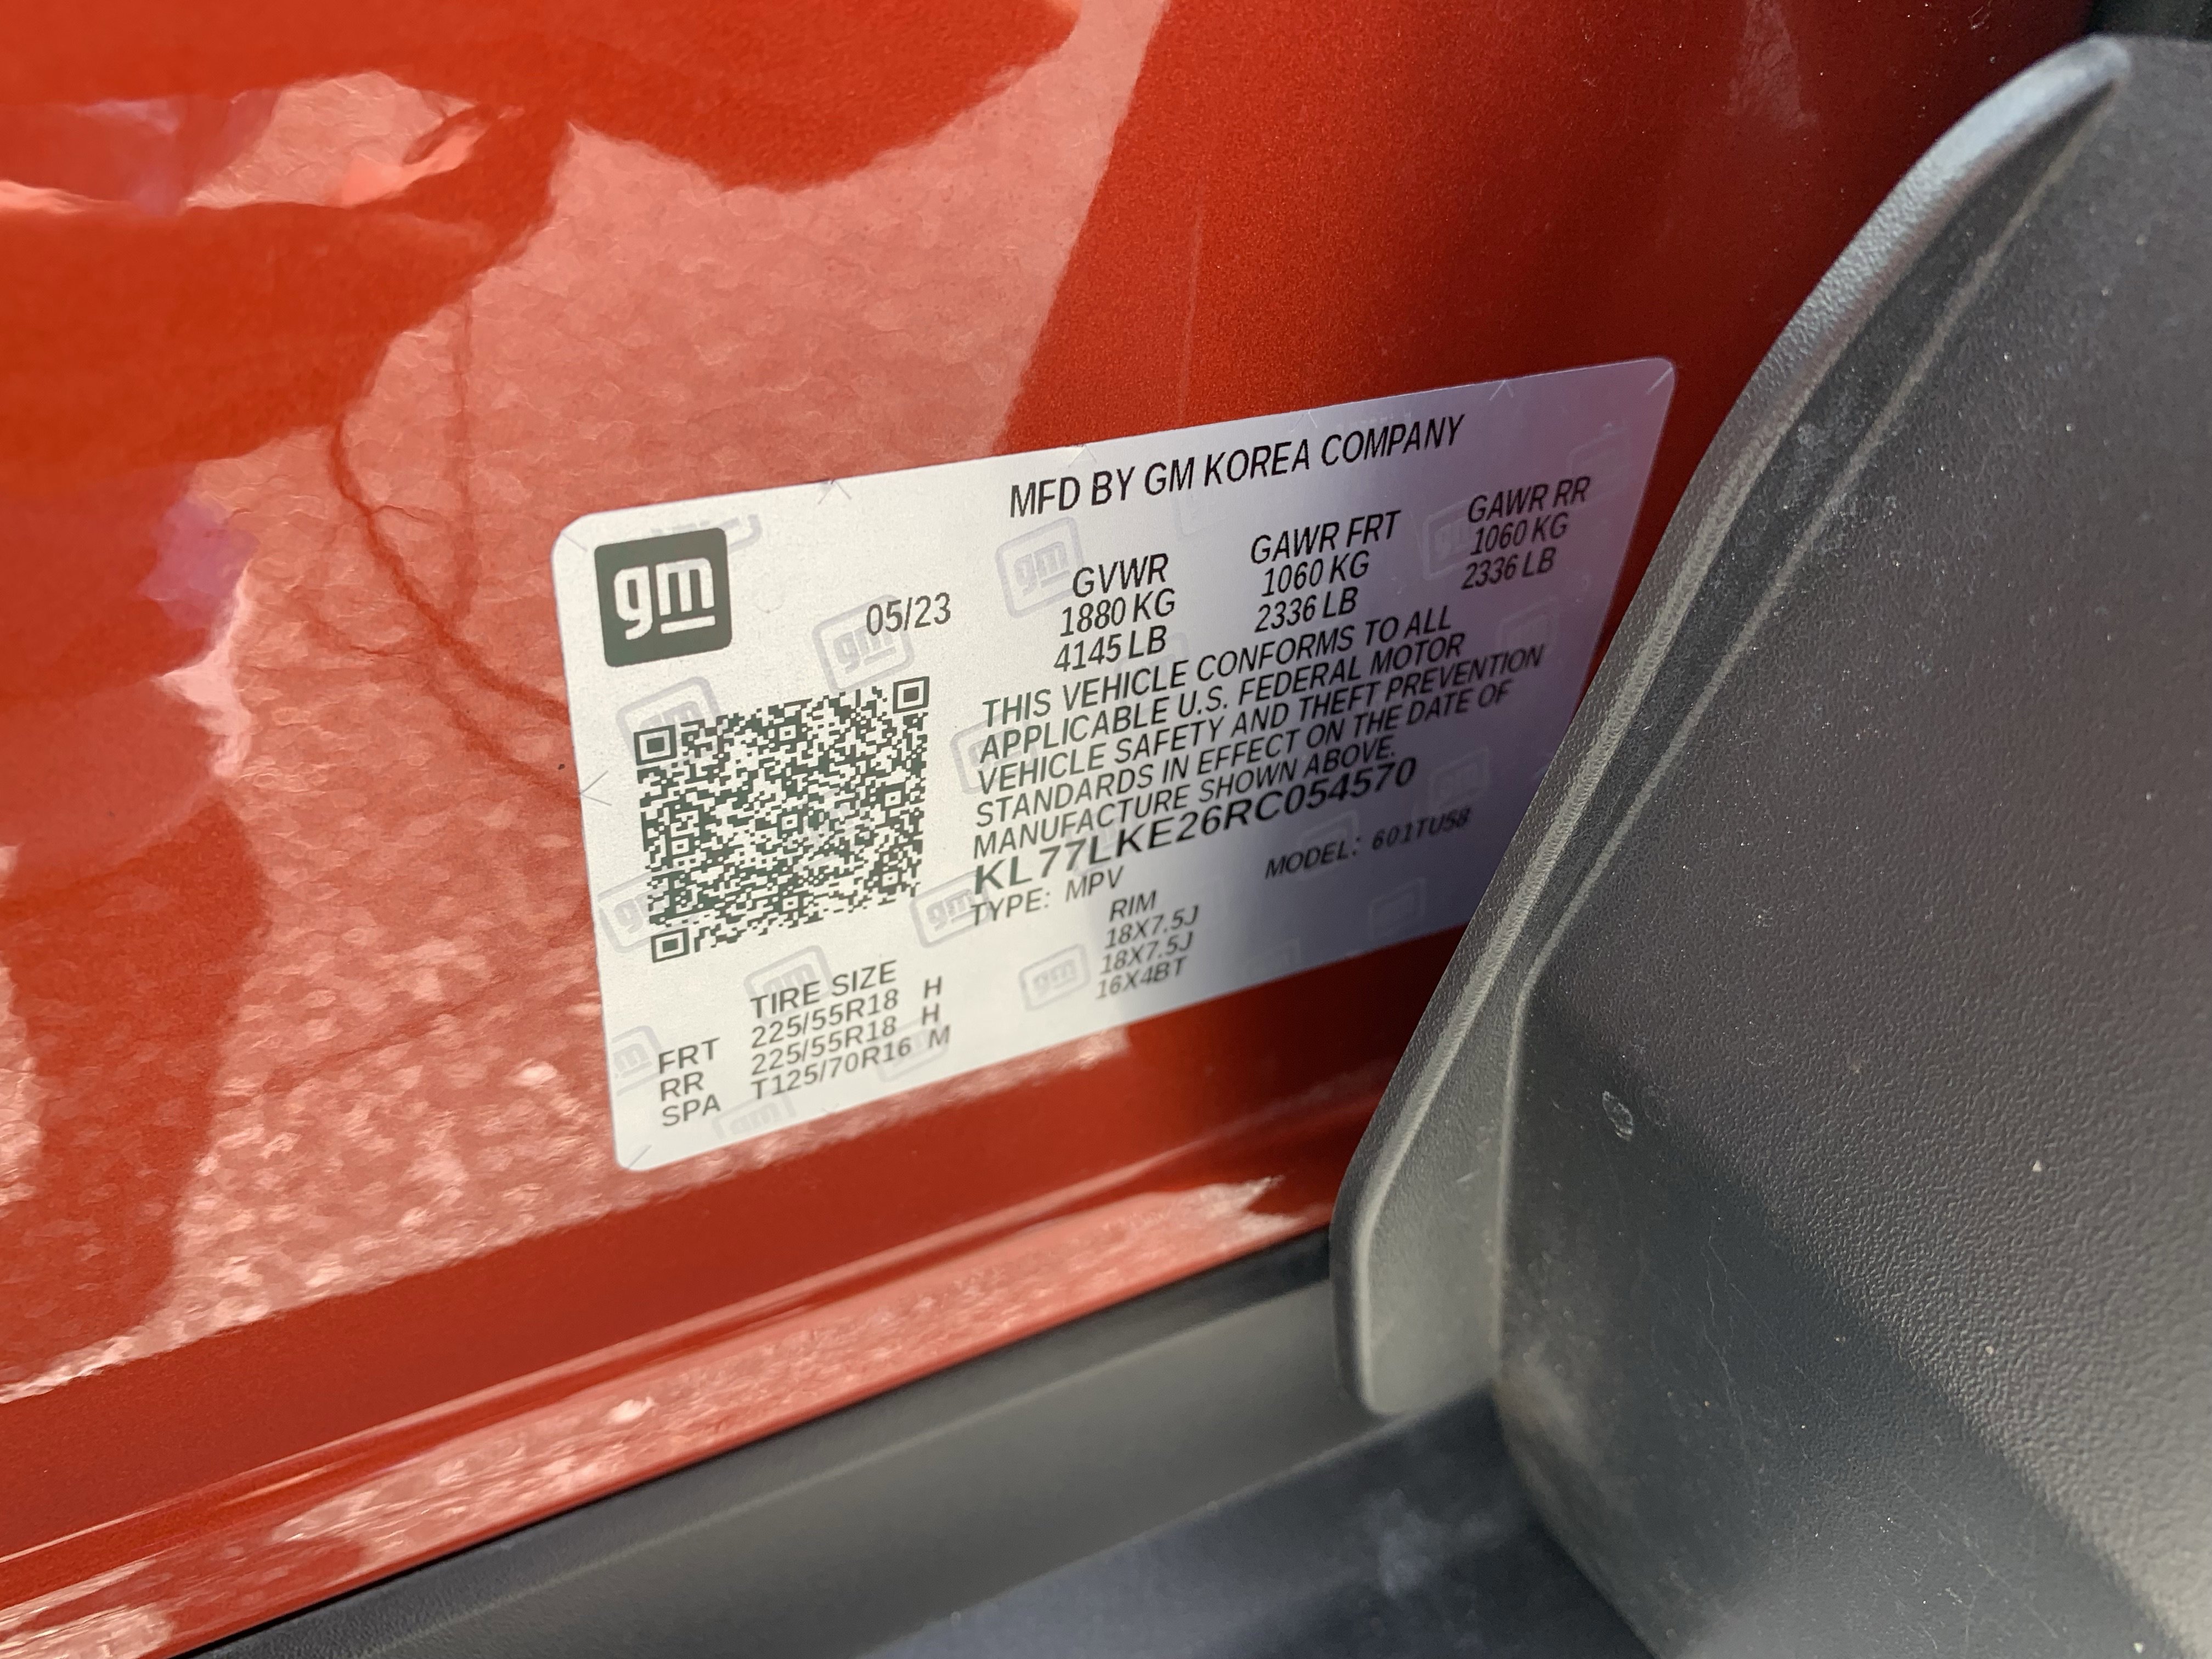 gm
MFD BY GM KOREA COMPANY
05/23
GVWR GAWR FRT GAWR RR
1880 KG 1060 KG 1060 KG
4145 LB 2336 LB 2336 LB
THIS VEHICLE CONFORMS TO ALL
APPLICABLE U.S. FEDERAL MOTOR
VEHICLE SAFETY AND THEFT PREVENTION
STANDARDS IN EFFECT ON THE DATE OF
MANUFACTURE SHOWN ABOVE.
KL77LKE26RC054570
TYPE: MPV MODEL: 601TU58
TIRE SIZE RIM
FRT 225/55R18 H 18X7.5J
RR 225/55R18 H 18X7.5J
SPA T125/70R16 M 16X4BT